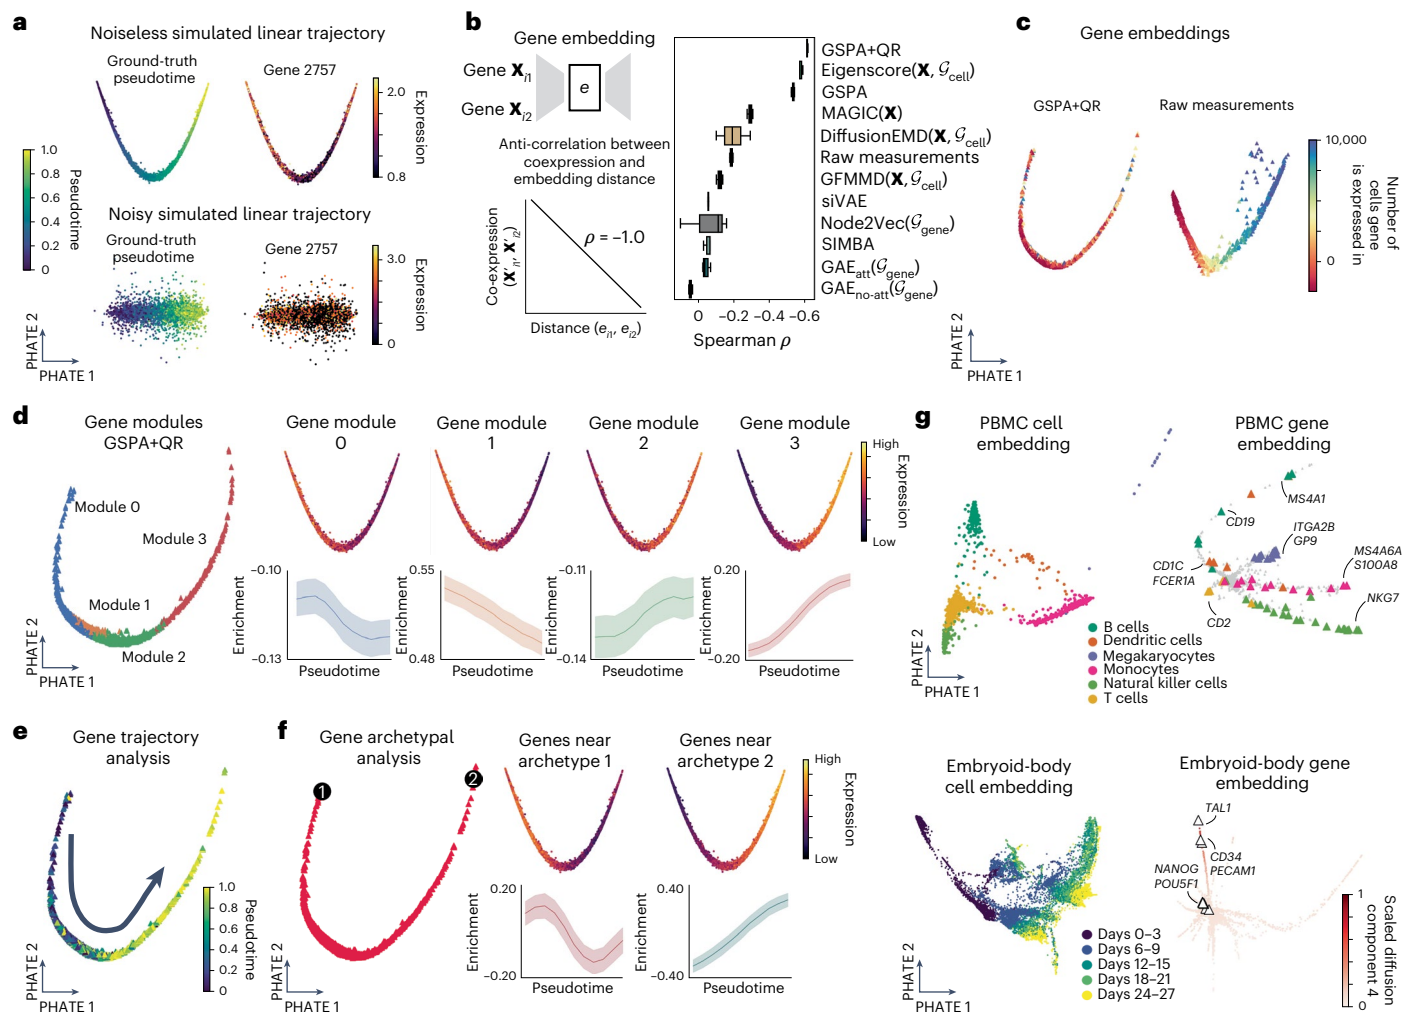 a
Noiseless simulated linear trajectory
Ground-truth
pseudotime
Gene 2757
2.0
0.8
Expression
1.0
0.8
0.6
0.4
0.2
0
Pseudotime
Noisy simulated linear trajectory
Ground-truth
pseudotime
Gene 2757
3.0
0
Expression
PHATE 2
PHATE 1
b
Gene embedding
Gene X_i1
Gene X_i2
e
Anti-correlation between
coexpression and
embedding distance
Co-expression
(X'_i1, X'_i2)
ρ = –1.0
Distance (e_i1, e_i2)
GSPA+QR
Eigenscore(X, 𝒢_cell)
GSPA
MAGIC(X)
DiffusionEMD(X, 𝒢_cell)
Raw measurements
GFMMD(X, 𝒢_cell)
siVAE
Node2Vec(𝒢_gene)
SIMBA
GAE_att(𝒢_gene)
GAE_no-att(𝒢_gene)
0 –0.2 –0.4 –0.6
Spearman ρ
c
Gene embeddings
GSPA+QR
Raw measurements
10,000
0
Number of
cells gene
is expressed in
PHATE 2
PHATE 1
d
Gene modules
GSPA+QR
Module 0
Module 3
Module 1
Module 2
PHATE 2
PHATE 1
Gene module
0
Gene module
1
Gene module
2
Gene module
3
High
Low
Expression
–0.10
–0.13
Enrichment
Pseudotime
0.55
0.48
Enrichment
Pseudotime
–0.11
–0.14
Enrichment
Pseudotime
0.20
–0.20
Enrichment
Pseudotime
e
Gene trajectory
analysis
1.0
0.8
0.6
0.4
0.2
0
Pseudotime
PHATE 2
PHATE 1
f
Gene archetypal
analysis
1
2
PHATE 2
PHATE 1
Genes near
archetype 1
Genes near
archetype 2
High
Low
Expression
0.20
–0.20
Enrichment
Pseudotime
0.40
–0.40
Enrichment
Pseudotime
g
PBMC cell
embedding
PHATE 2
PHATE 1
B cells
Dendritic cells
Megakaryocytes
Monocytes
Natural killer cells
T cells
PBMC gene
embedding
MS4A1
CD19
ITGA2B
GP9
MS4A6A
S100A8
CD1C
FCER1A
NKG7
CD2
Embryoid-body
cell embedding
Days 0–3
Days 6–9
Days 12–15
Days 18–21
Days 24–27
PHATE 2
PHATE 1
Embryoid-body gene
embedding
TAL1
CD34
PECAM1
NANOG
POU5F1
1
0
Scaled diffusion
component 4